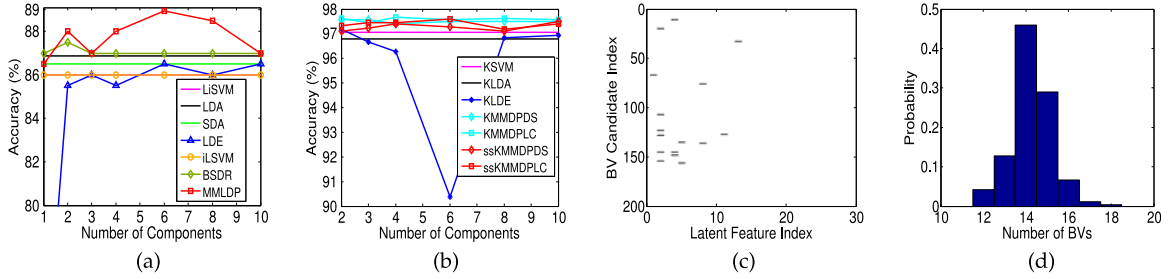 Accuracy (%)
89
88
86
84
82
80
1 2 3 4 6 8 10
Number of Components
LiSVM
LDA
SDA
LDE
iLSVM
BSDR
MMLDP
(a)
Accuracy (%)
98
97
96
95
94
93
92
91
90
2 3 4 5 6 7 8 9 10
Number of Components
KSVM
KLDA
KLDE
KMMDPDS
KMMDPLC
ssKMMDPDS
ssKMMDPLC
(b)
BV Candidate Index
0
50
100
150
200
0 10 20 30
Latent Feature Index
(c)
Probability
0.5
0.4
0.3
0.2
0.1
0
10 12 14 16 18 20
Number of BVs
(d)